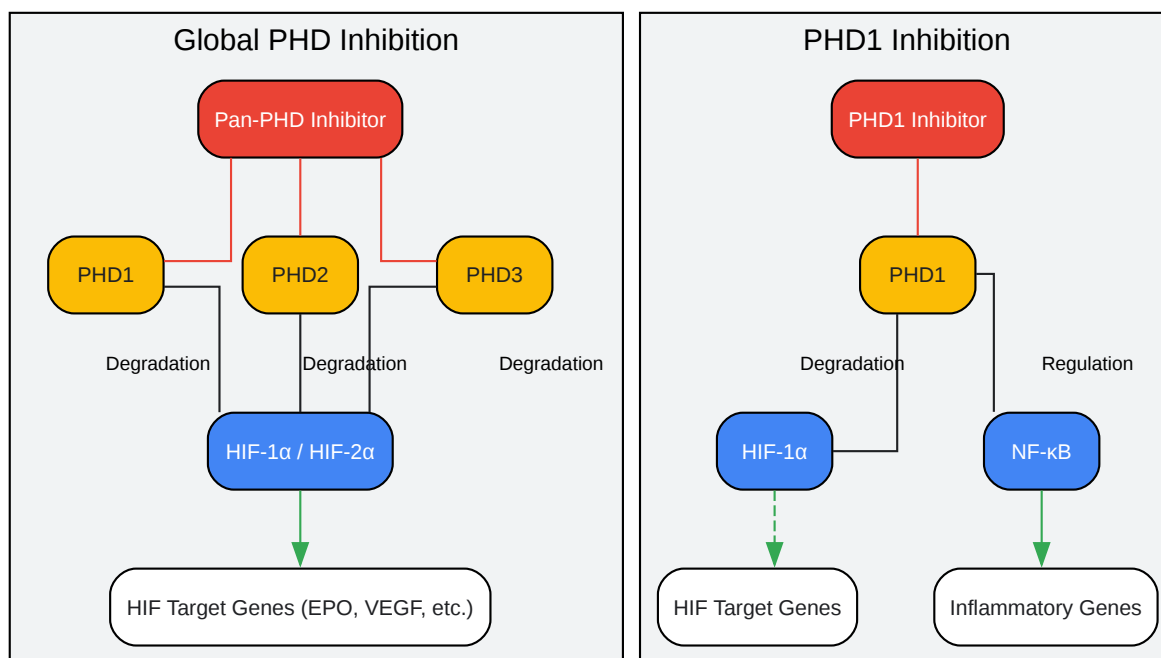 Global PHD Inhibition
Pan-PHD Inhibitor
PHD1
PHD2
PHD3
Degradation
Degradation
Degradation
HIF-1α / HIF-2α
HIF Target Genes (EPO, VEGF, etc.)
PHD1 Inhibition
PHD1 Inhibitor
PHD1
Degradation
Regulation
HIF-1α
NF-κB
HIF Target Genes
Inflammatory Genes